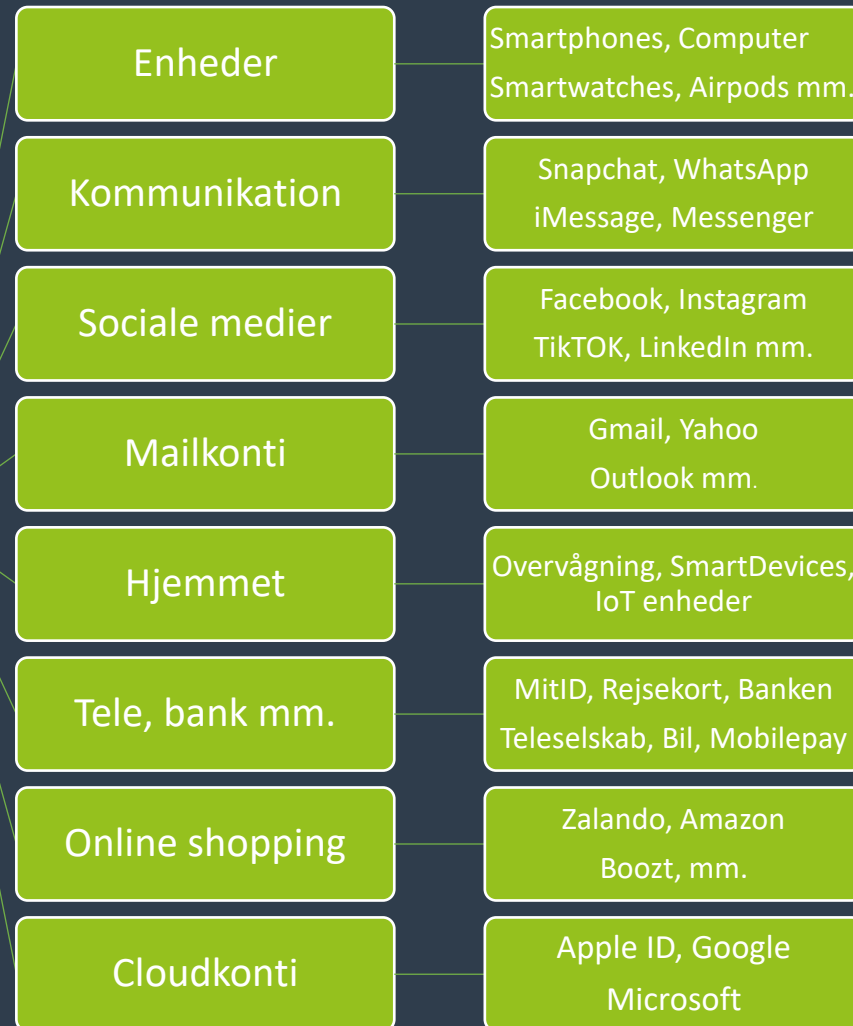 Enheder
Smartphones, Computer
Smartwatches, Airpods mm.
Kommunikation
Snapchat, WhatsApp
iMessage, Messenger
Sociale medier
Facebook, Instagram
TikTOK, LinkedIn mm.
Mailkonti
Gmail, Yahoo
Outlook mm.
Hjemmet
Overvågning, SmartDevices,
IoT enheder
Tele, bank mm.
MitID, Rejsekort, Banken
Teleselskab, Bil, Mobilepay
Online shopping
Zalando, Amazon
Boozt, mm.
Cloudkonti
Apple ID, Google
Microsoft